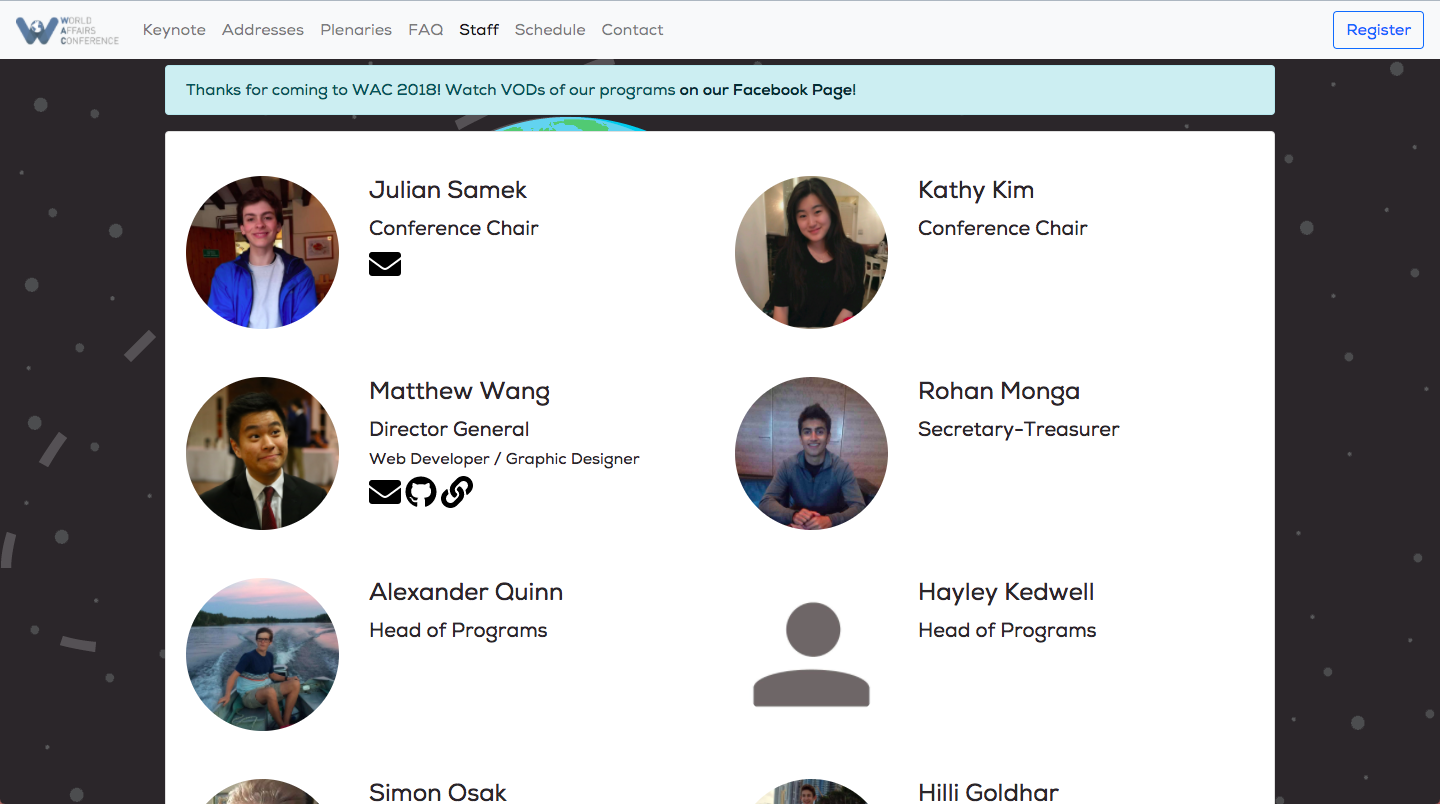 WORLD
AFFAIRS
CONFERENCE
Keynote Addresses Plenaries FAQ Staff Schedule Contact
Register
Thanks for coming to WAC 2018! Watch VODs of our programs on our Facebook Page!
Julian Samek
Conference Chair
Kathy Kim
Conference Chair
Matthew Wang
Director General
Web Developer / Graphic Designer
Rohan Monga
Secretary-Treasurer
Alexander Quinn
Head of Programs
Hayley Kedwell
Head of Programs
Simon Osak
Hilli Goldhar